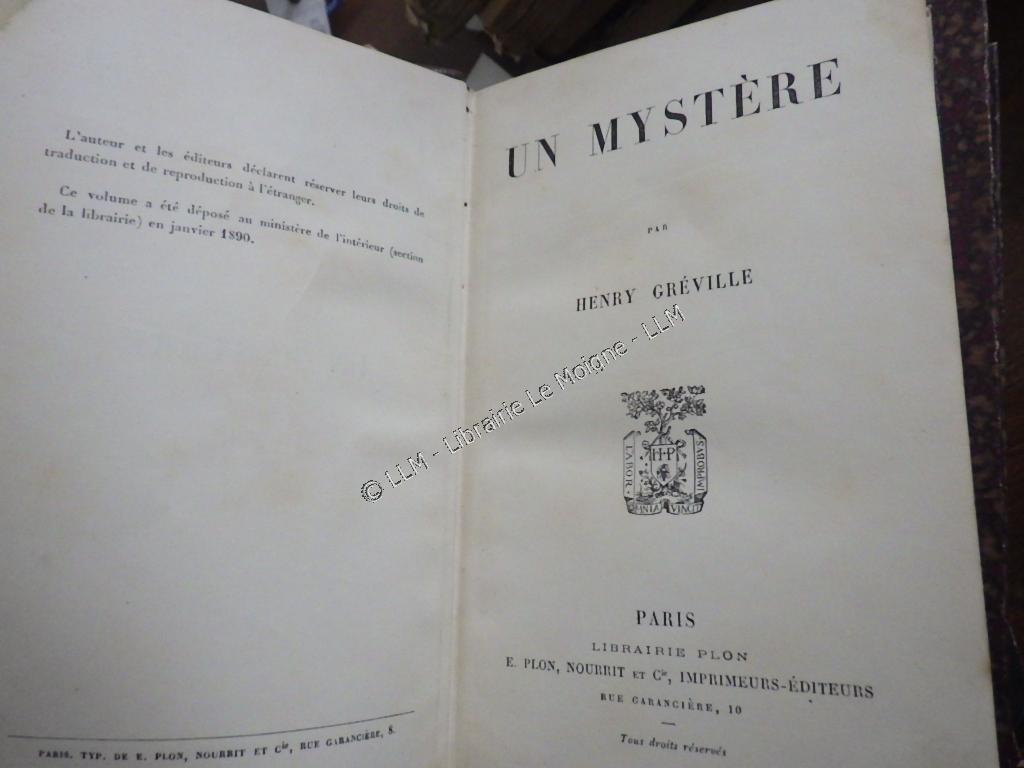 L'auteur et les éditeurs déclarent réserver leurs droits de
traduction et de reproduction à l'étranger.
Ce volume a été déposé au ministère de l'intérieur (section
de la librairie) en janvier 1890.
PARIS. TYP. DE E. PLON, NOURRIT ET Cie, RUE GARANCIÈRE, 8.
UN MYSTÈRE
PAR
HENRY GRÉVILLE
© LLM - Librairie Le Moigne - LLM
H·P
LABOR
IMPROBVS
OMNIA VINCIT
PARIS
LIBRAIRIE PLON
E. PLON, NOURRIT ET Cie, IMPRIMEURS-ÉDITEURS
RUE GARANCIÈRE, 10
Tous droits réservés